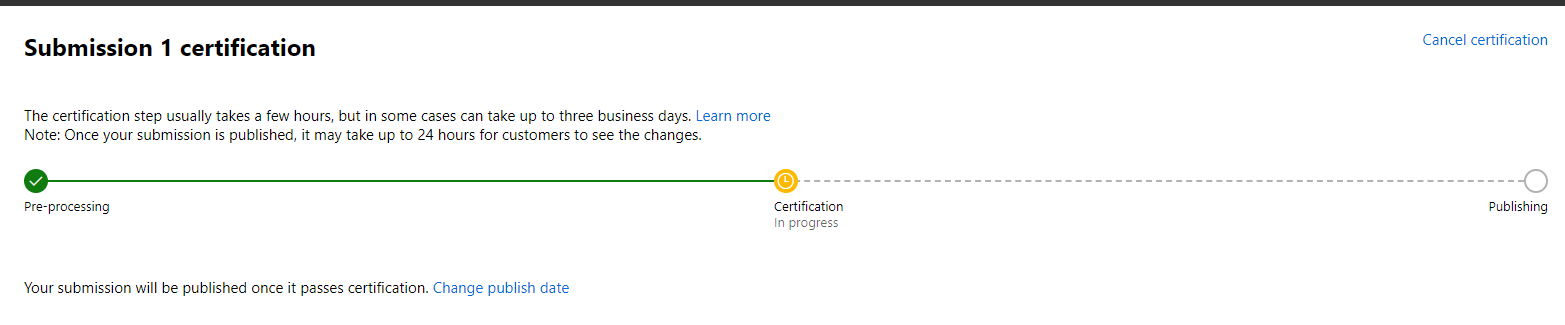 Submission 1 certification
Cancel certification
The certification step usually takes a few hours, but in some cases can take up to three business days. Learn more
Note: Once your submission is published, it may take up to 24 hours for customers to see the changes.
Pre-processing
Certification
In progress
Publishing
Your submission will be published once it passes certification. Change publish date